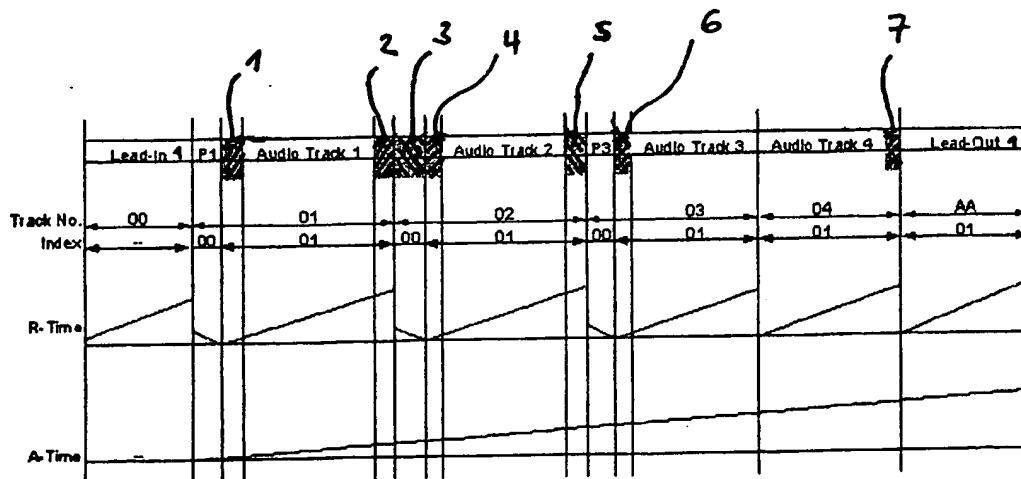 1 2 3 4 5 6 7
Lead-In 4 P1 Audio Track 1 Audio Track 2 P3 Audio Track 3 Audio Track 4 Lead-Out 4
Track No. 00 01 02 03 04 AA
Index -- 00 01 00 01 00 01 01 01
R-Time
A-Time --